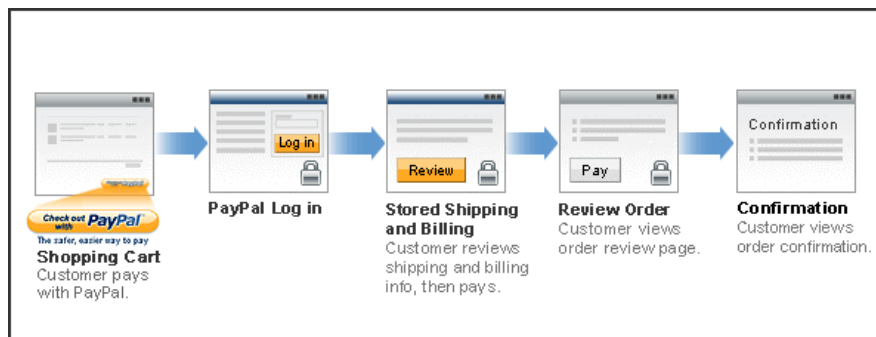 Confirmation
Log in
Review
Pay
Check out
with PayPal
The safer, easier way to pay
Shopping Cart
Customer pays
with PayPal.
PayPal Log in
Stored Shipping
and Billing
Customer reviews
shipping and billing
info, then pays.
Review Order
Customer views
order review page.
Confirmation
Customer views
order confirmation.